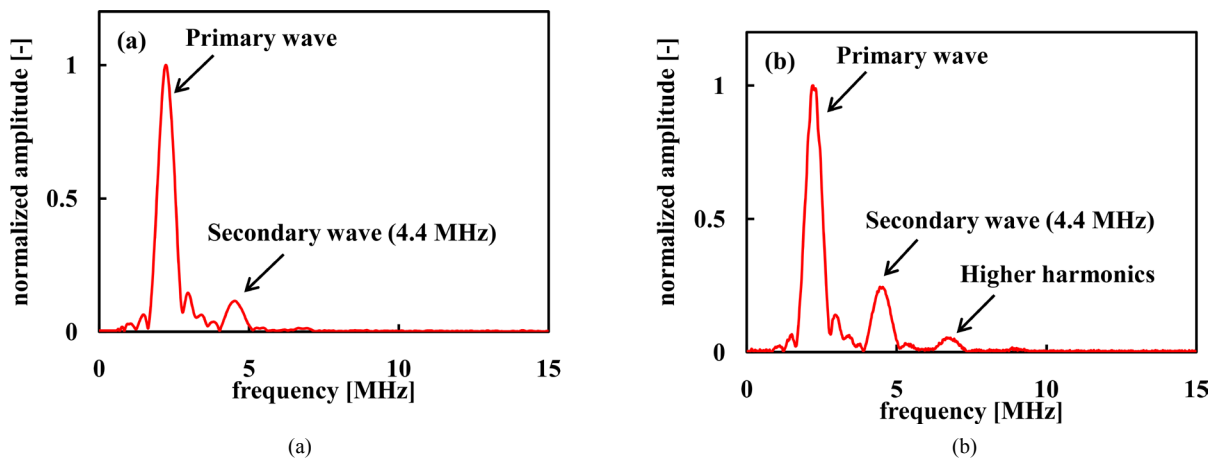 (a)
Primary wave
Secondary wave (4.4 MHz)
normalized amplitude [-]
1
0.5
0
0
5
10
15
frequency [MHz]
(a)
(b)
Primary wave
Secondary wave (4.4 MHz)
Higher harmonics
normalized amplitude [-]
1
0.5
0
0
5
10
15
frequency [MHz]
(b)